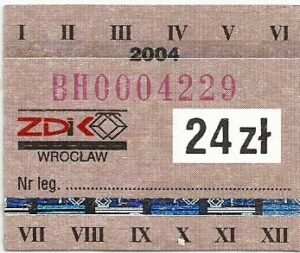 I II III IV V VI
2004
BH0004229
ZDiK
24 zł
WROCŁAW
Nr leg.
VII VIII IX X XI XII